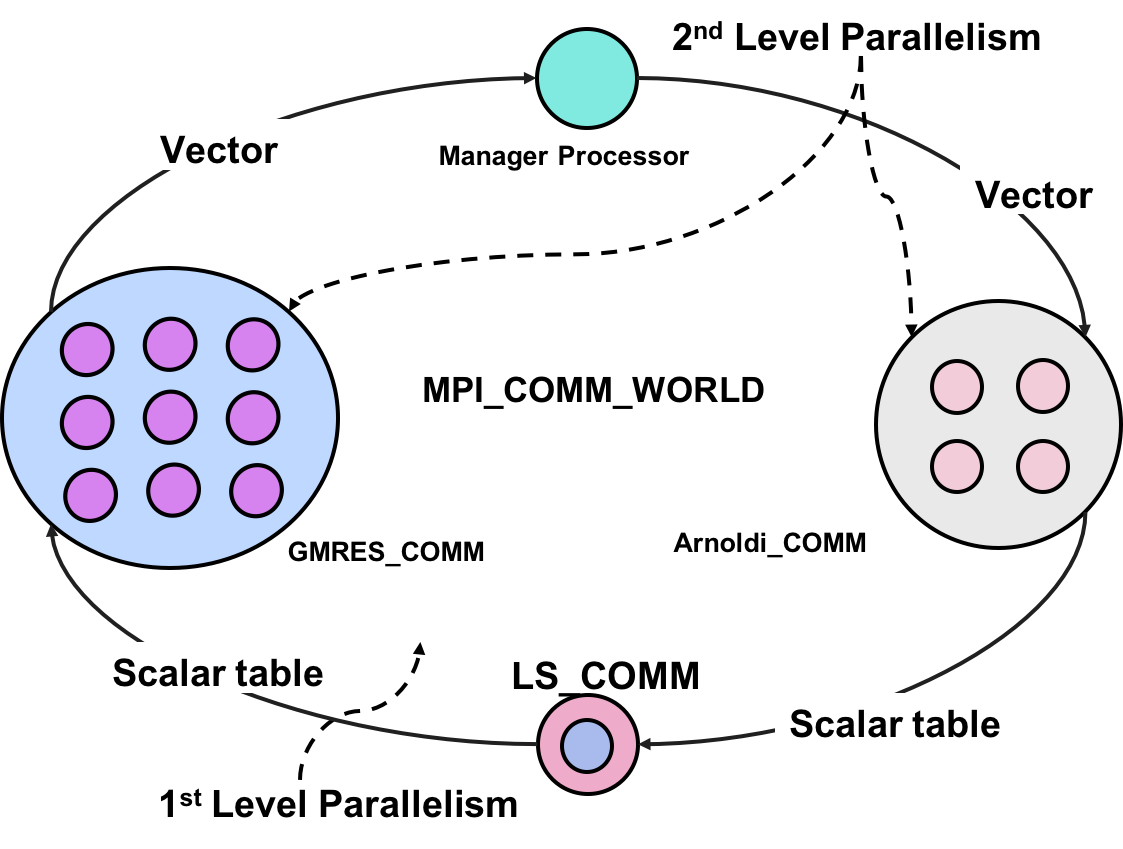 2nd Level Parallelism
Vector
Manager Processor
Vector
MPI_COMM_WORLD
GMRES_COMM
Arnoldi_COMM
Scalar table
LS_COMM
Scalar table
1st Level Parallelism